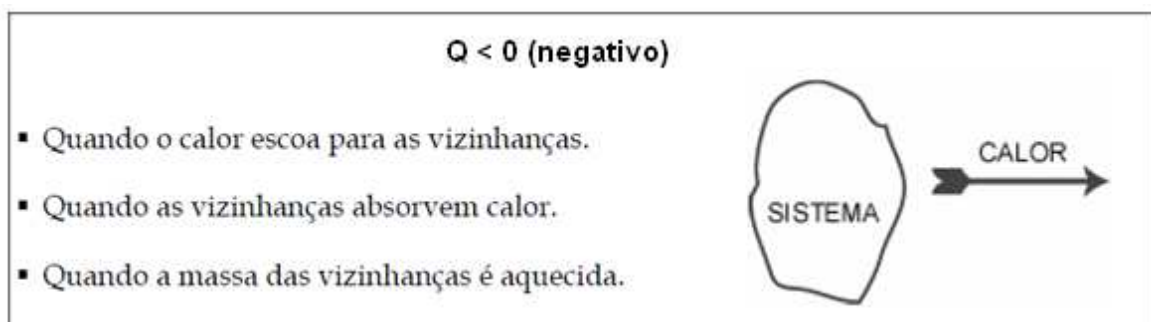 Q < 0 (negativo)
▪ Quando o calor escoa para as vizinhanças.
▪ Quando as vizinhanças absorvem calor.
▪ Quando a massa das vizinhanças é aquecida.
SISTEMA
CALOR